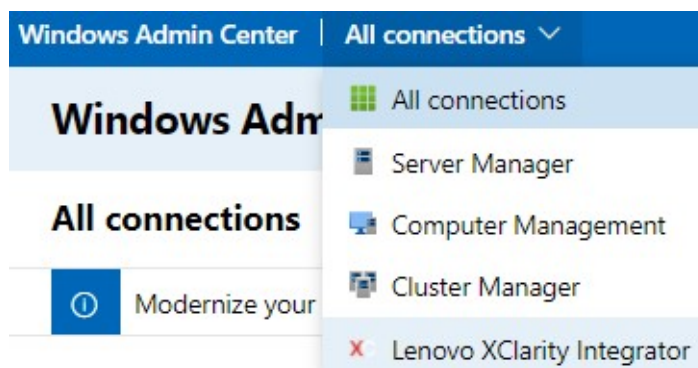 Windows Admin Center | All connections
All connections
Windows Adm
Server Manager
All connections
Computer Management
Cluster Manager
Modernize your
Lenovo XClarity Integrator